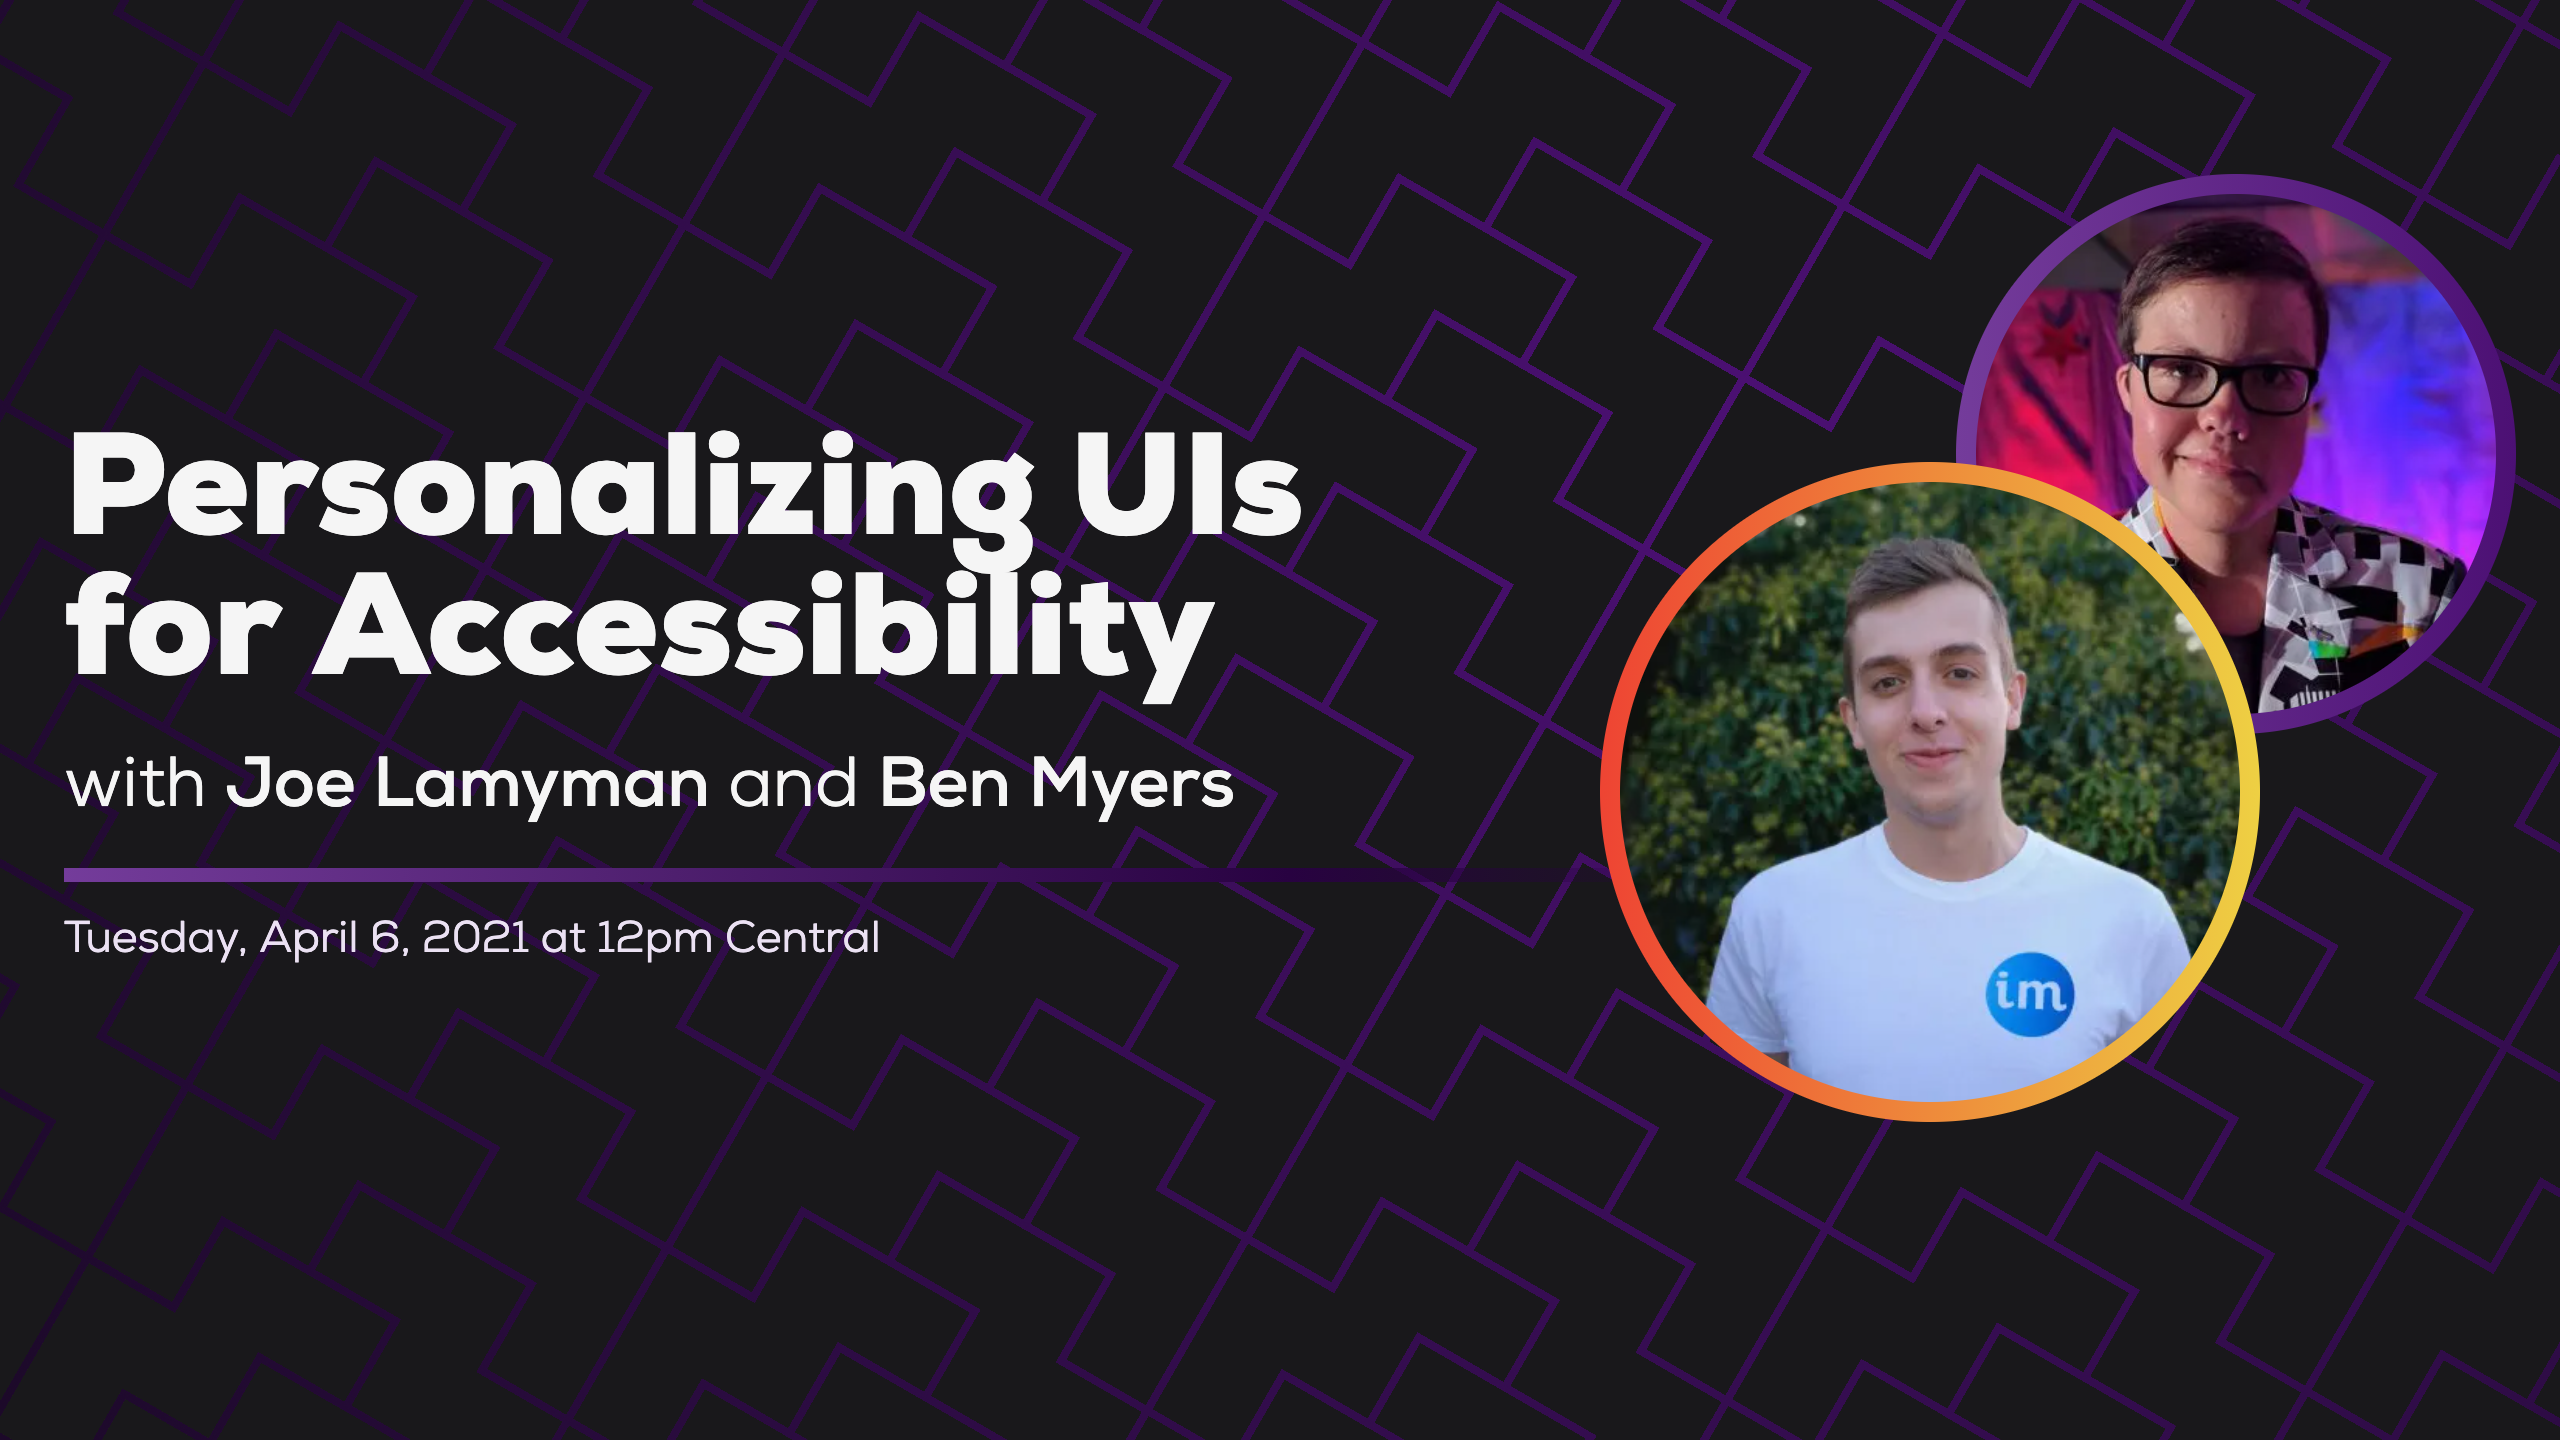 Personalizing UIs
for Accessibility
with Joe Lamyman and Ben Myers
Tuesday, April 6, 2021 at 12pm Central
im